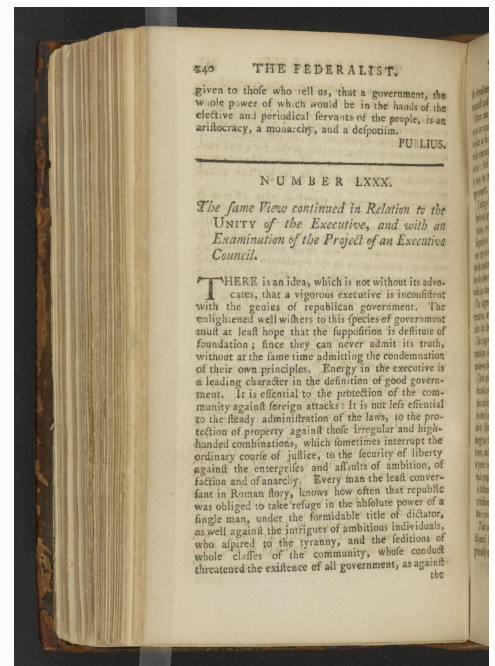 240 THE FEDERALIST.
given to thoſe who tell us, that a government, the
whole power of which would be in the hands of the
elective and periodical ſervants of the people, is an
ariſtocracy, a monarchy, and a deſpotiſm.
PUBLIUS.
NUMBER LXXX.
The ſame View continued in Relation to the
UNITY of the Executive, and with an
Examination of the Project of an Executive
Council.
THERE is an idea, which is not without its advo-
cates, that a vigorous executive is inconſiſtent
with the genius of republican government. The
enlightened well wiſhers to this ſpecies of government
muſt at leaſt hope that the ſuppoſition is deſtitute of
foundation; ſince they can never admit its truth,
without at the ſame time admitting the condemnation
of their own principles. Energy in the executive is
a leading character in the definition of good govern-
ment. It is eſſential to the protection of the com-
munity againſt foreign attacks: It is not leſs eſſential
to the ſteady adminiſtration of the laws, to the pro-
tection of property againſt thoſe irregular and high-
handed combinations, which ſometimes interrupt the
ordinary courſe of juſtice, to the ſecurity of liberty
againſt the enterpriſes and aſſaults of ambition, of
faction and of anarchy. Every man the leaſt conver-
ſant in Roman ſtory, knows how often that republic
was obliged to take refuge in the abſolute power of a
ſingle man, under the formidable title of dictator,
as well againſt the intrigues of ambitious individuals,
who aſpired to the tyranny, and the ſeditions of
whole claſſes of the community, whoſe conduct
threatened the exiſtence of all government, as againſt
the